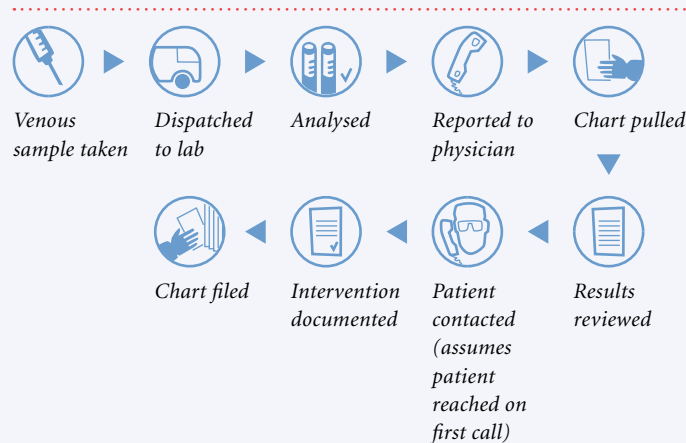 Venous
sample taken
Dispatched
to lab
Analysed
Reported to
physician
Chart pulled
Chart filed
Intervention
documented
Patient
contacted
(assumes
patient
reached on
first call)
Results
reviewed